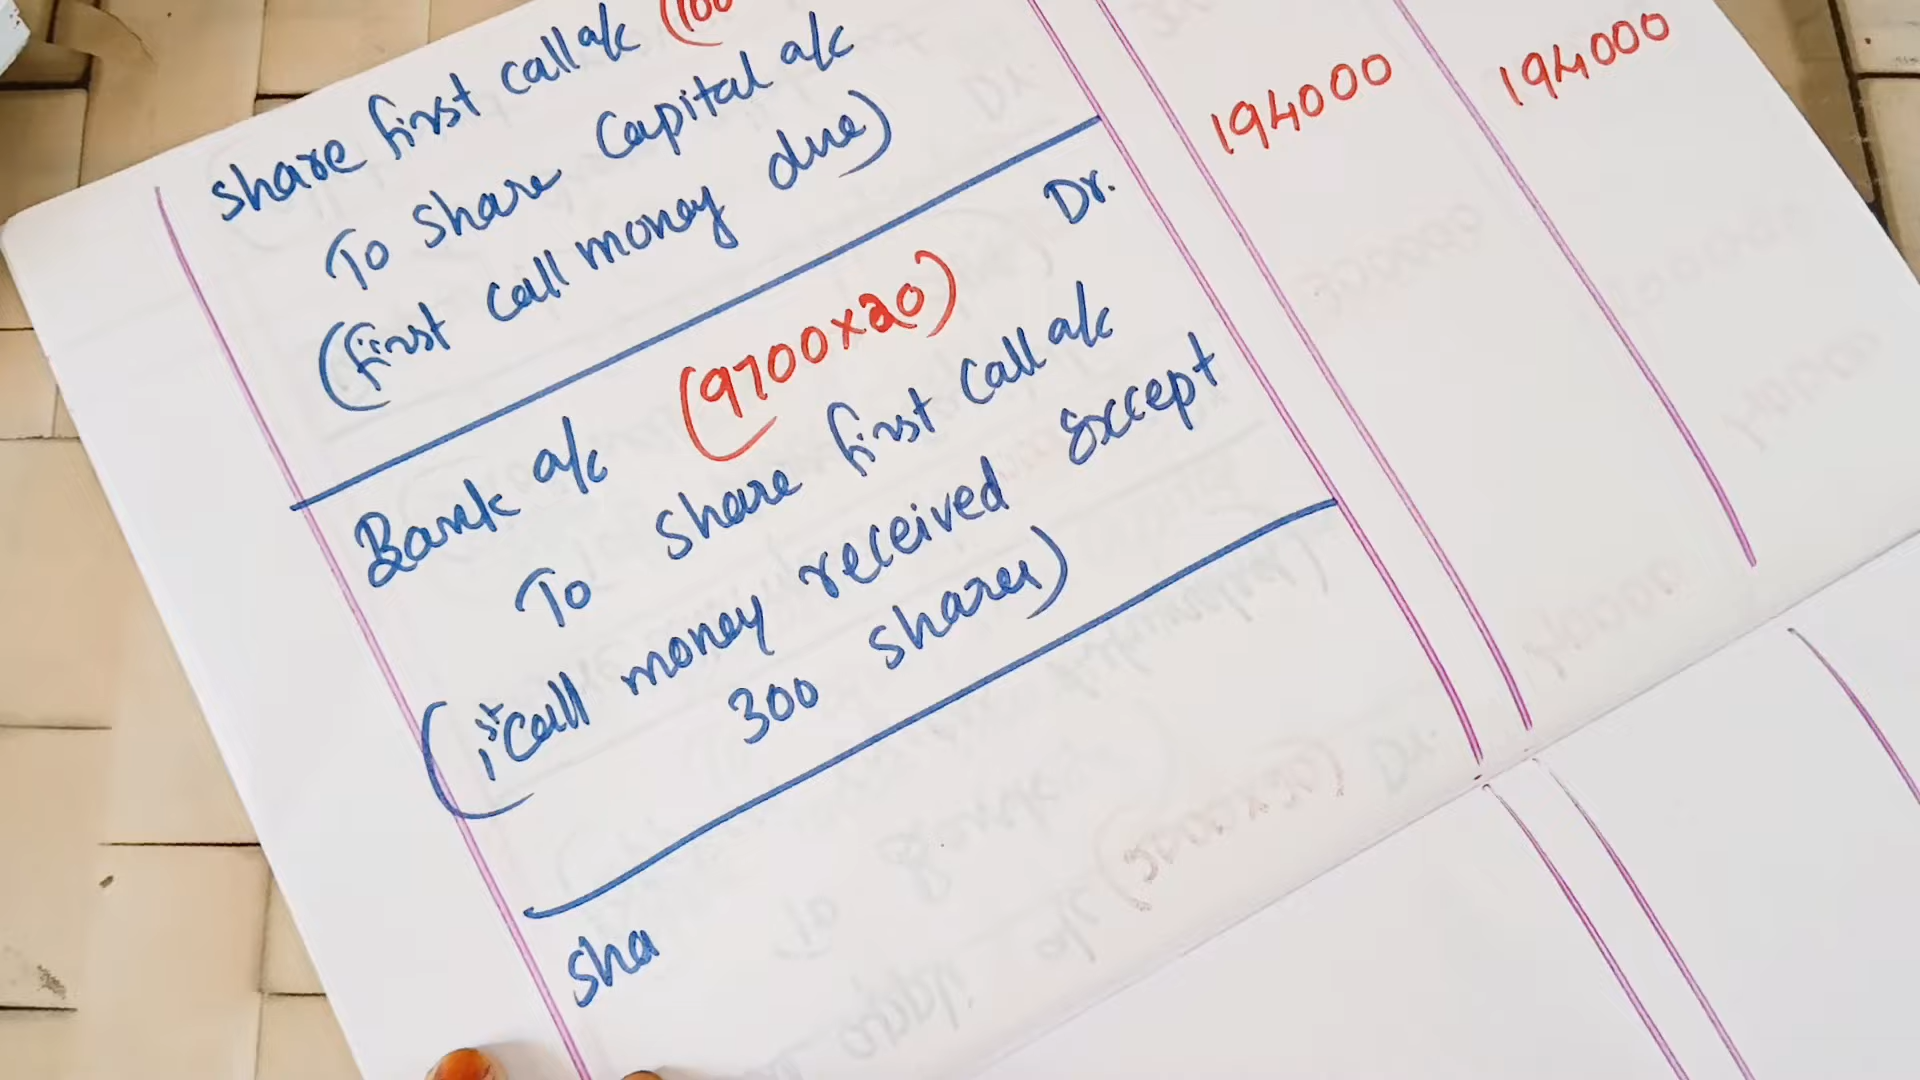 share first call a/c (100
To share Capital a/c
(first call money due)
Bank a/c (9700x20) Dr. 194000
To share first call a/c 194000
(1st call money received except
300 shares)
sha